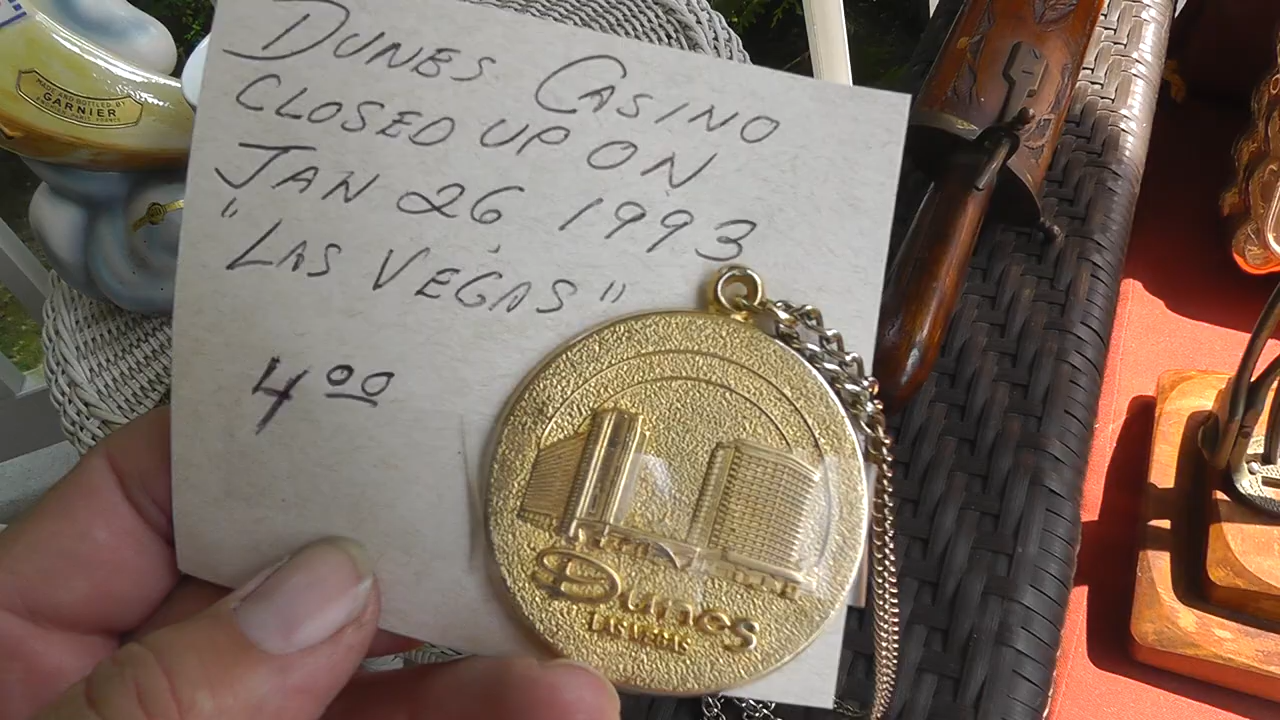 DUNES CASINO
CLOSED UP ON
JAN 26, 1993
"LAS VEGAS"
4 00
Dunes
LAS VEGAS
MADE AND BOTTLED BY
GARNIER